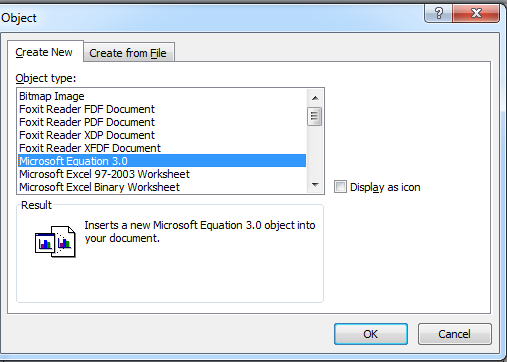 Object
?
Create New
Create from File
Object type:
Bitmap Image
Foxit Reader FDF Document
Foxit Reader PDF Document
Foxit Reader XDP Document
Foxit Reader XFDF Document
Microsoft Equation 3.0
Microsoft Excel 97-2003 Worksheet
Microsoft Excel Binary Worksheet
Display as icon
Result
Inserts a new Microsoft Equation 3.0 object into
your document.
OK
Cancel